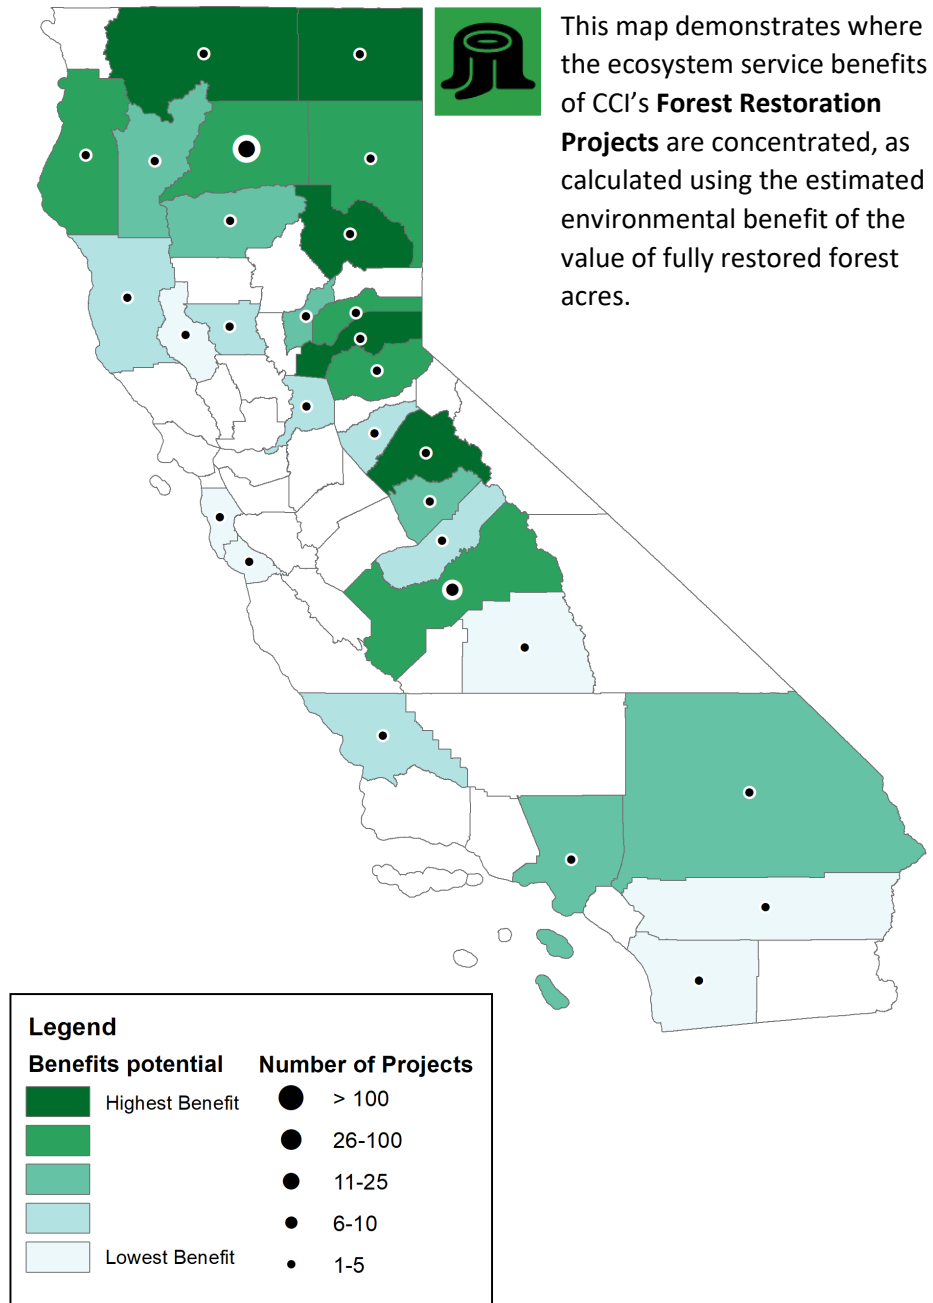 This map demonstrates where
the ecosystem service benefits
of CCI’s Forest Restoration
Projects are concentrated, as
calculated using the estimated
environmental benefit of the
value of fully restored forest
acres.
Legend
Benefits potential
Highest Benefit
Lowest Benefit
Number of Projects
> 100
26-100
11-25
6-10
1-5